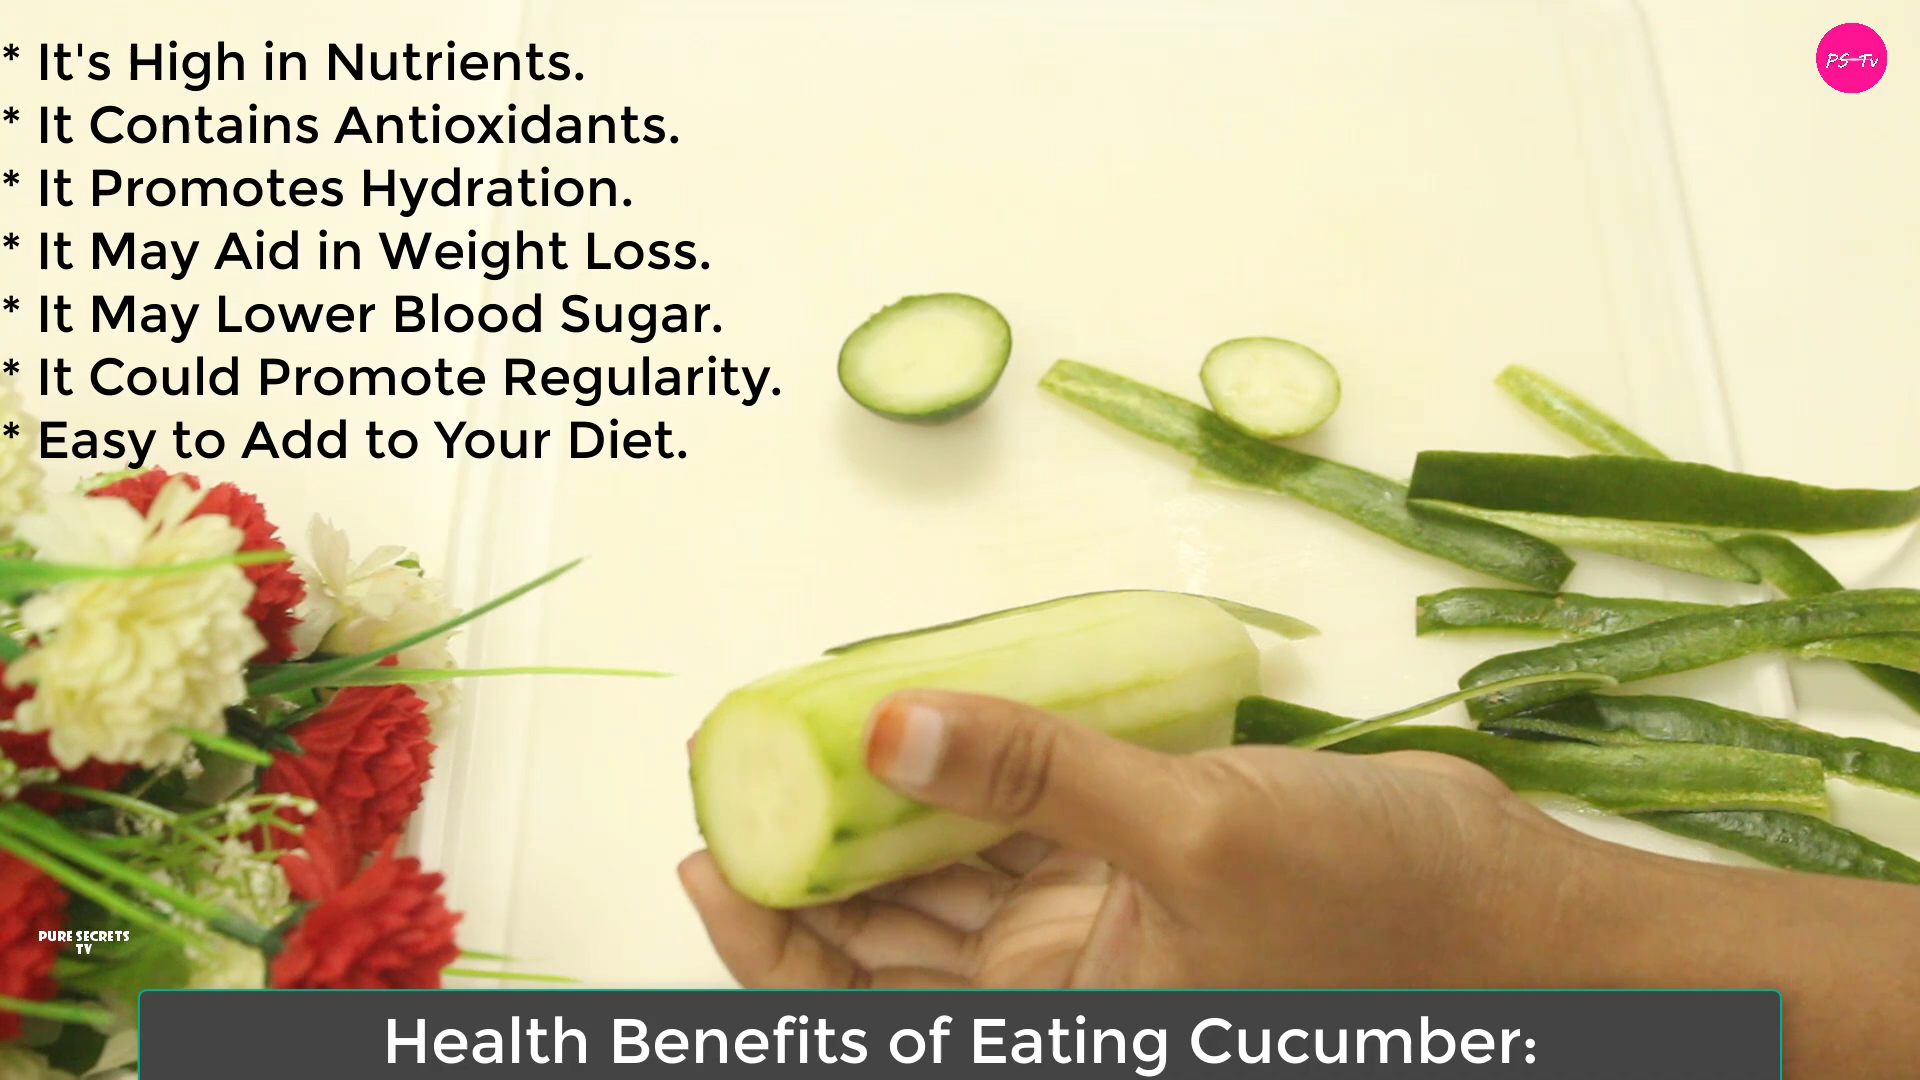 * It's High in Nutrients.
* It Contains Antioxidants.
* It Promotes Hydration.
* It May Aid in Weight Loss.
* It May Lower Blood Sugar.
* It Could Promote Regularity.
* Easy to Add to Your Diet.
PS-Tv
PURE SECRETS
TV
Health Benefits of Eating Cucumber: